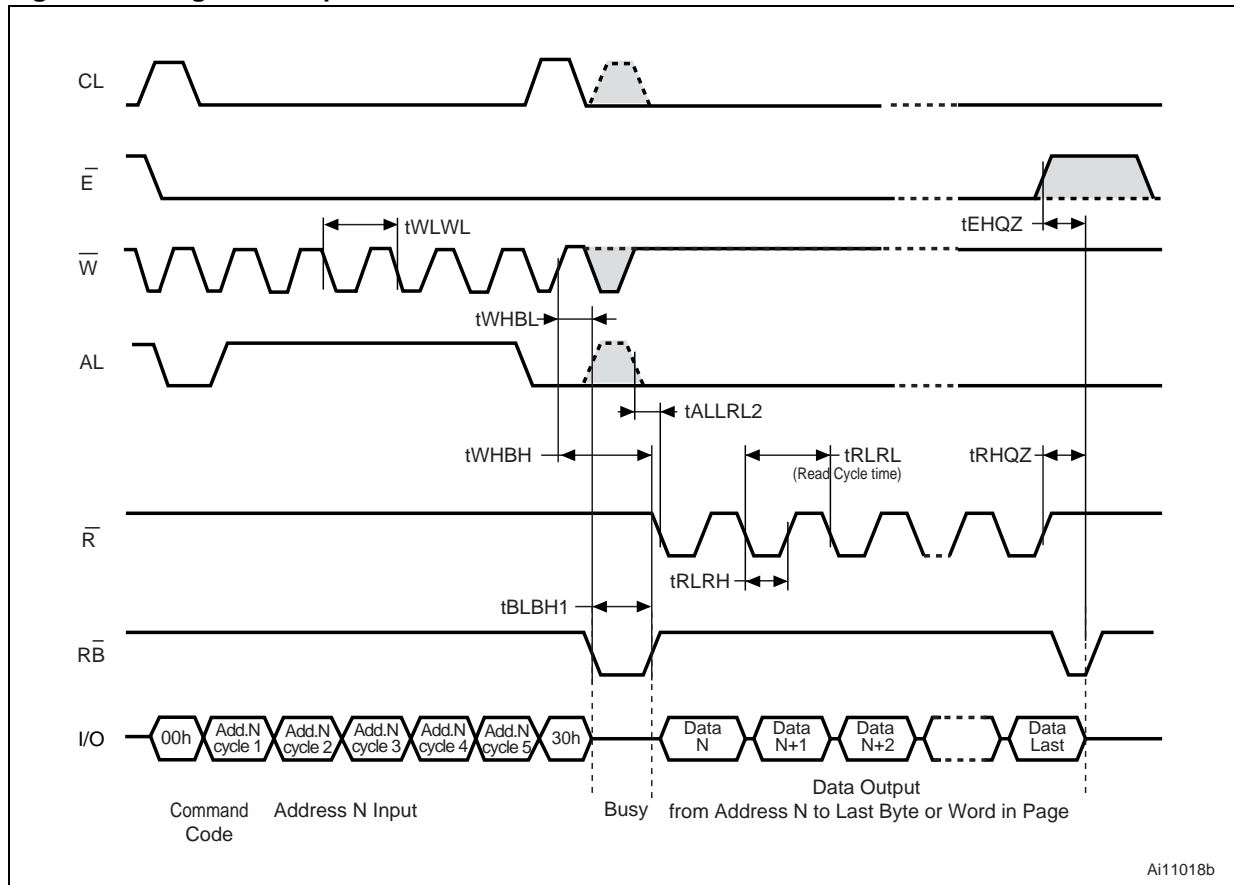 CL
E
tWLWL
tEHQZ
W
tWHBL
AL
tALLRL2
tWHBH
tRLRL
(Read Cycle time)
tRHQZ
R
tRLRH
tBLBH1
RB
I/O
00h
Add.N cycle 1
Add.N cycle 2
Add.N cycle 3
Add.N cycle 4
Add.N cycle 5
30h
Data N
Data N+1
Data N+2
Data Last
Command Code
Address N Input
Busy
Data Output
from Address N to Last Byte or Word in Page
Ai11018b